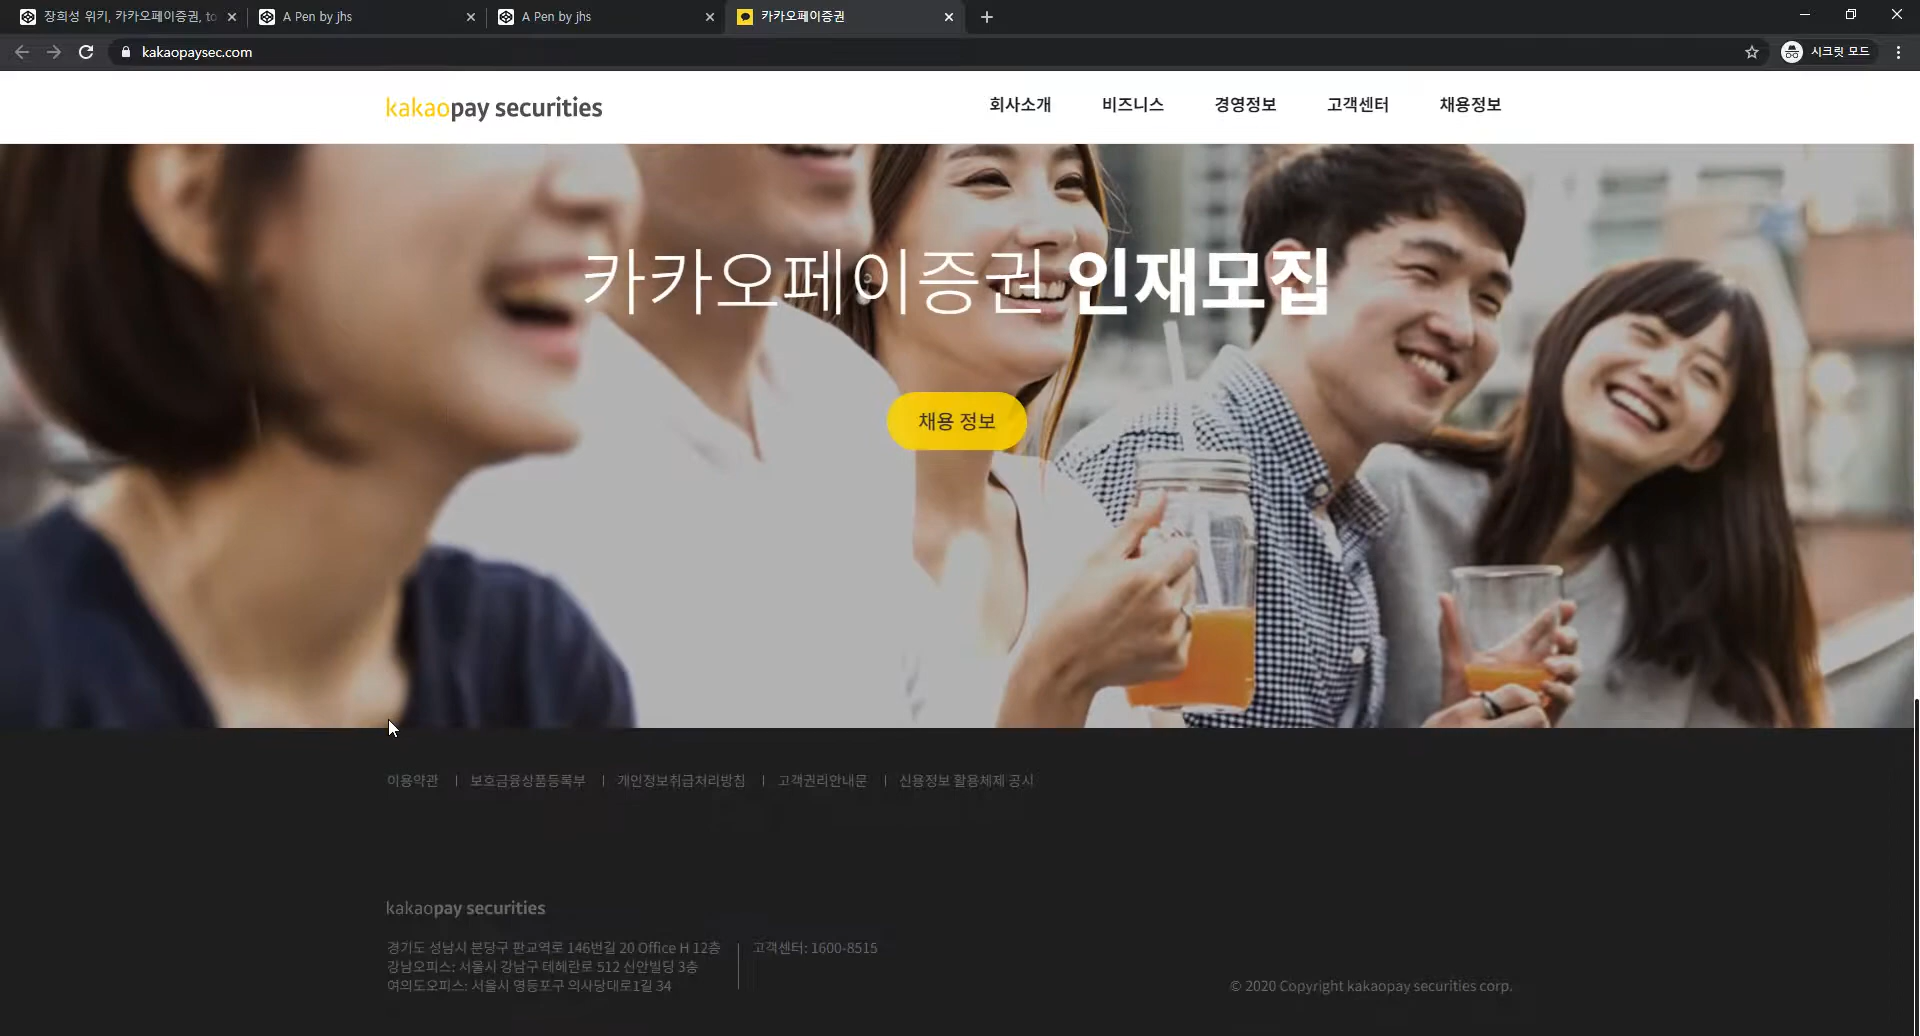 장희성 위키, 카카오페이증권, to
A Pen by jhs
A Pen by jhs
카카오페이증권
kakaopaysec.com
시크릿 모드
kakaopay securities
회사소개
비즈니스
경영정보
고객센터
채용정보
카카오페이증권 인재모집
채용 정보
이용약관 | 보호금융상품등록부 | 개인정보취급처리방침 | 고객권리안내문 | 신용정보 활용체제 공시
kakaopay securities
경기도 성남시 분당구 판교역로 146번길 20 Office H 12층
강남오피스: 서울시 강남구 테헤란로 512 신안빌딩 3층
여의도오피스: 서울시 영등포구 의사당대로1길 34
고객센터: 1600-8515
© 2020 Copyright kakaopay securities corp.